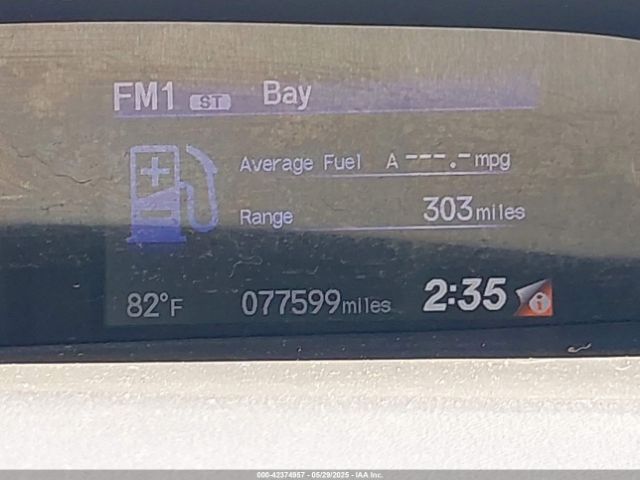 FM1 ST Bay
Average Fuel A ---.- mpg
Range 303 miles
82°F 077599 miles 2:35 i
000-42374957 - 05/29/2025 - IAA Inc.